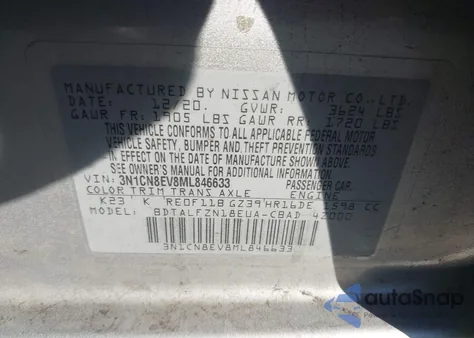 MANUFACTURED BY NISSAN MOTOR CO., LTD.
DATE: 12/20. GVWR: 3624 LBS
GAWR FR: 1905 LBS GAWR RR: 1720 LBS
THIS VEHICLE CONFORMS TO ALL APPLICABLE FEDERAL MOTOR
VEHICLE SAFETY, BUMPER AND THEFT PREVENTION STANDARDS
IN EFFECT ON THE DATE OF MANUFACTURE SHOWN ABOVE.
SEE OWNER'S MANUAL FOR ADDITIONAL INFORMATION.
VIN: 3N1CN8EV8ML846633 PASSENGER CAR.
COLOR TRIM TRANS AXLE ENGINE
K23 K RE0F11B GZ39 HR16DE 1598 CC
MODEL: BDTALFZN18EUA-CBAD 4Z000
3N1CN8EV8ML846633
autoSnap